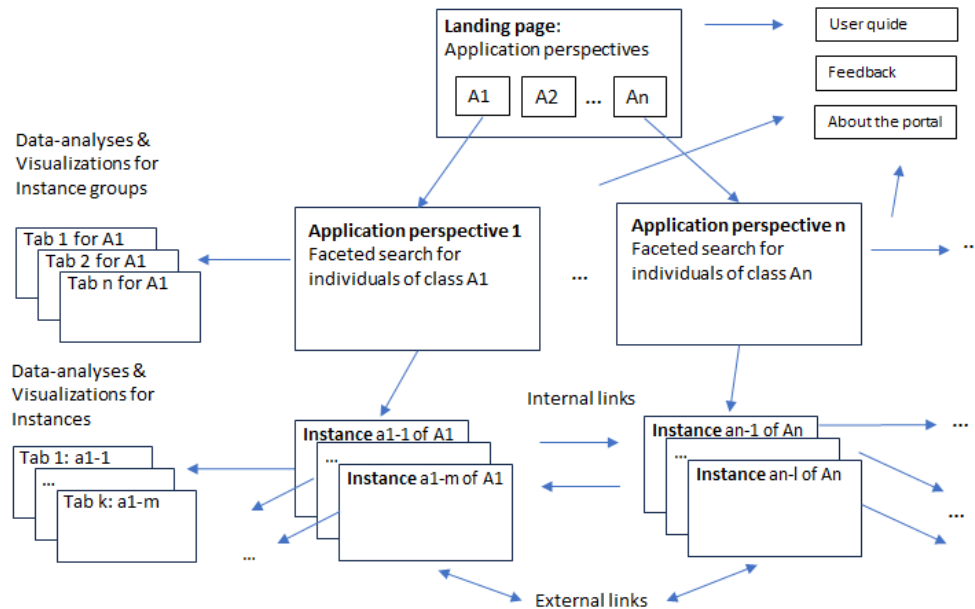 Landing page:
Application perspectives
A1
A2
...
An
User quide
Feedback
About the portal
Data-analyses &
Visualizations for
Instance groups
Tab 1 for A1
Tab 2 for A1
Tab n for A1
Application perspective 1
Faceted search for
individuals of class A1
...
Application perspective n
Faceted search for
individuals of class An
...
Data-analyses &
Visualizations for
Instances
Tab 1: a1-1
...
Tab k: a1-m
...
Instance a1-1 of A1
...
Instance a1-m of A1
Internal links
Instance an-1 of An
...
Instance an-l of An
...
...
External links